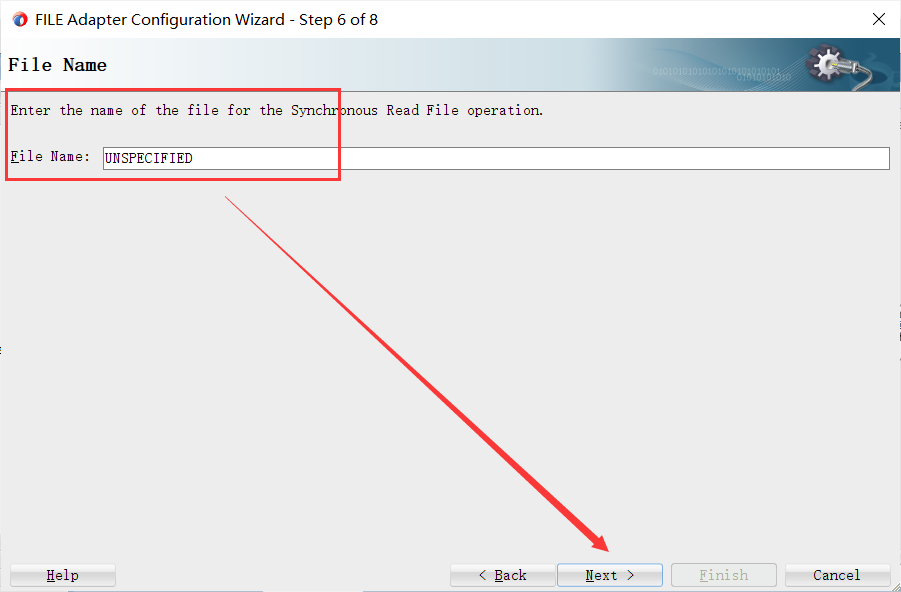 FILE Adapter Configuration Wizard - Step 6 of 8
File Name
Enter the name of the file for the Synchronous Read File operation.
File Name: UNSPECIFIED
Help
< Back
Next >
Finish
Cancel